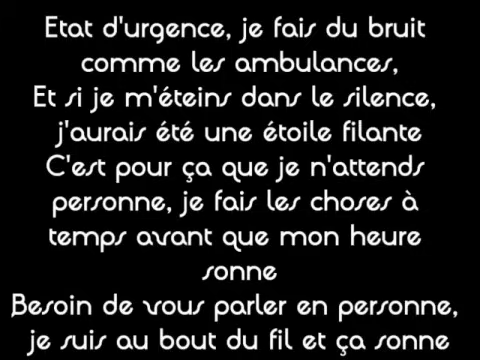 Etat d'urgence, je fais du bruit
comme les ambulances,
Et si je m'éteins dans le silence,
j'aurais été une étoile filante
C'est pour ça que je n'attends
personne, je fais les choses à
temps avant que mon heure
sonne
Besoin de vous parler en personne,
je suis au bout du fil et ça sonne